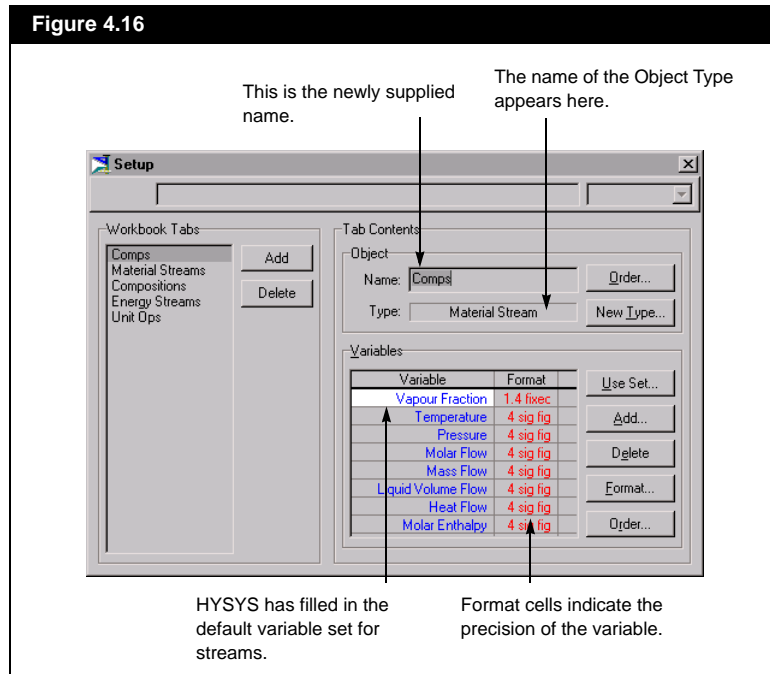 Figure 4.16
This is the newly supplied
name.
The name of the Object Type
appears here.
Setup
Workbook Tabs
Comps
Material Streams
Compositions
Energy Streams
Unit Ops
Add
Delete
Tab Contents
Object
Name: Comps
Order...
Type: Material Stream
New Type...
Variables
Variable Format
Vapour Fraction 1.4 fixec
Temperature 4 sig fig
Pressure 4 sig fig
Molar Flow 4 sig fig
Mass Flow 4 sig fig
Liquid Volume Flow 4 sig fig
Heat Flow 4 sig fig
Molar Enthalpy 4 sig fig
Use Set...
Add...
Delete
Format...
Order...
HYSYS has filled in the
default variable set for
streams.
Format cells indicate the
precision of the variable.